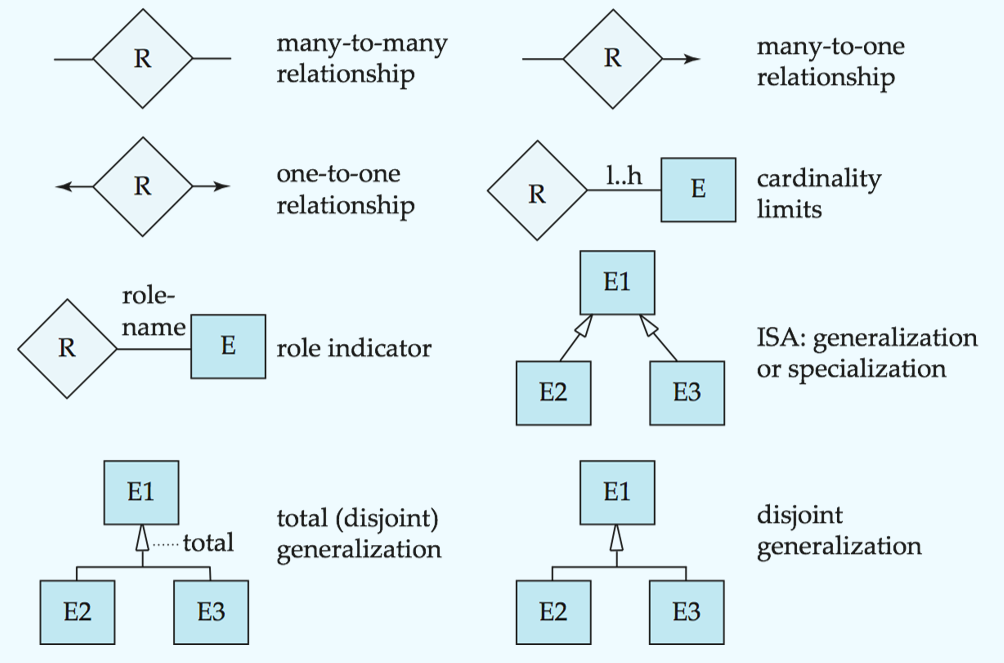 R
many-to-many
relationship
R
many-to-one
relationship
R
one-to-one
relationship
R
l..h
E
cardinality
limits
R
role-
name
E
role indicator
E1
E2
E3
ISA: generalization
or specialization
E1
total
E2
E3
total (disjoint)
generalization
E1
E2
E3
disjoint
generalization